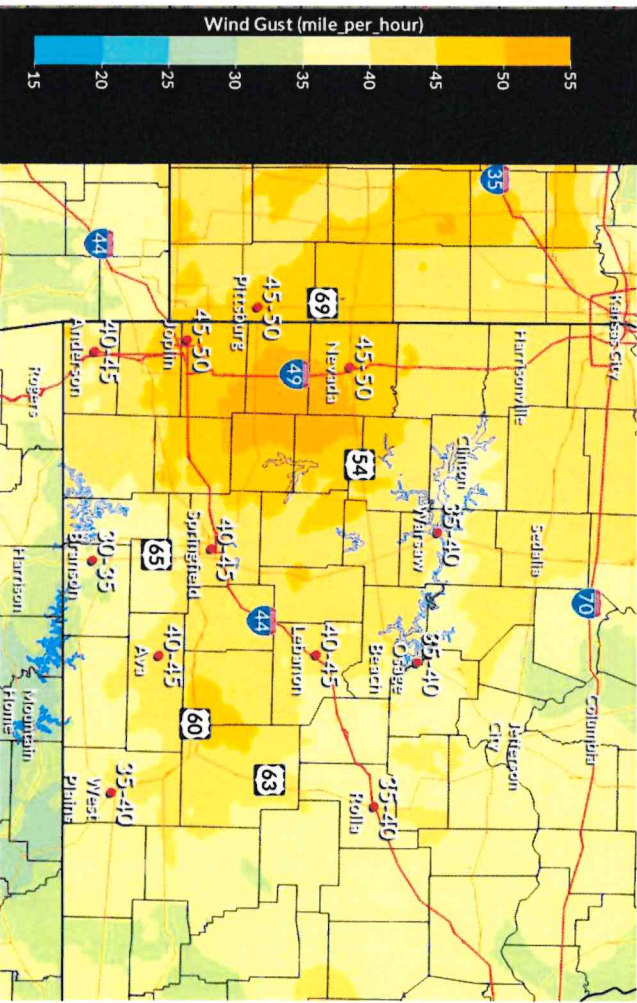 Wind Gust (mile_per_hour)
15
20
25
30
35
40
45
50
55
Kansas City
70
Columbia
35
Harrisonville
Sedalia
Jefferson
City
Clinton
35-40
Warsaw
35-40
Osage
Beach
45-50
Nevada
54
35-40
Rolla
69
49
40-45
Lebanon
63
45-50
Pittsburg
44
40-45
Springfield
60
45-50
Joplin
65
40-45
Ava
44
40-45
Anderson
30-35
Branson
35-40
West
Plains
Rogers
Harrison
Mountain
Home